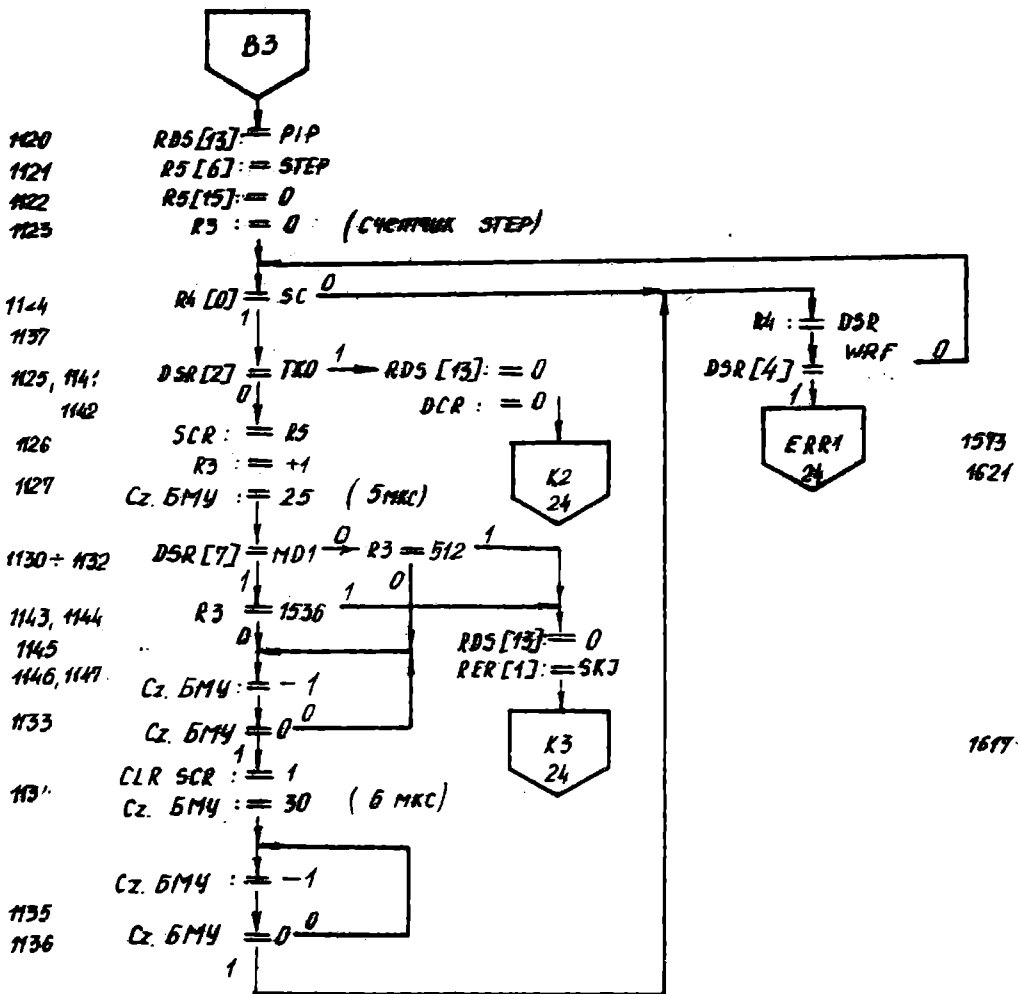 B3
1120 RDS[13]:= PIP
1121 R5[6]:= STEP
1122 R5[15]:= 0
1123 R3 := 0 (Счетчик STEP)
R4[0] = SC 0
1
R4 := DSR
1137
WRF 0
1125, 1142 DSR[2] = TK0 1 RDS[13]:= 0
DSR[4] =
0 DCR := 0 1
1126 SCR := R5
R3 := +1
K2
24
ERR1
24
1573
1621
1127 Cz. БМУ := 25 (5 мкс)
1130 ÷ 1132 DSR[7] = MD1 0 R3 = 512 1
1 0
1143, 1144 R3 = 1536 1
0
1145 RDS[13]:= 0
1146, 1147 Cz. БМУ := -1 RER[1]:= SKJ
1133 Cz. БМУ = 0 0
1
K3
24
1617
CLR SCR := 1
Cz. БМУ := 30 (6 мкс)
Cz. БМУ := -1
1135
1136 Cz. БМУ = 0 0
1